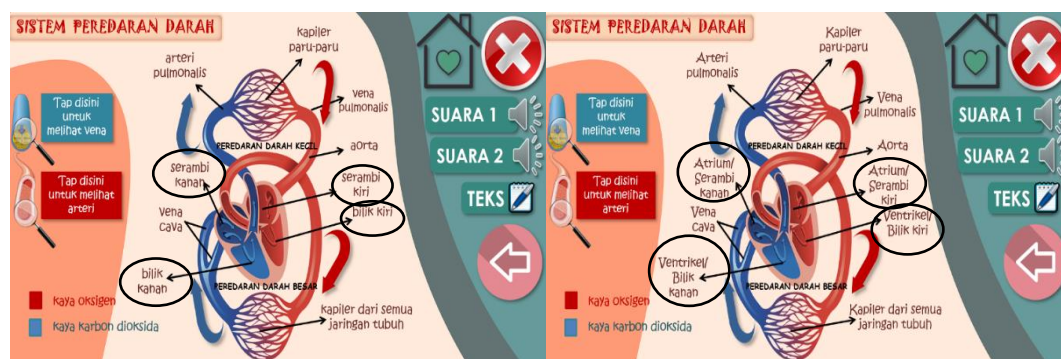 SISTEM PEREDARAN DARAH
kapiler
paru-paru
arteri
pulmonalis
vena
pulmonalis
Tap disini
untuk
melihat vena
SUARA 1
PEREDARAN DARAH KECIL
aorta
SUARA 2
serambi
kanan
serambi
kiri
Tap disini
untuk melihat
arteri
TEKS
bilik kiri
vena
cava
bilik
kanan
PEREDARAN DARAH BESAR
kaya oksigen
kapiler dari semua
jaringan tubuh
kaya karbon dioksida
SISTEM PEREDARAN DARAH
Kapiler
paru-paru
Arteri
pulmonalis
Vena
pulmonalis
Tap disini
untuk
melihat vena
SUARA 1
PEREDARAN DARAH KECIL
Aorta
SUARA 2
Atrium/
Serambi
kanan
Atrium/
Serambi
kiri
Tap disini
untuk melihat
arteri
TEKS
Ventrikel/
Bilik kiri
Vena
cava
Ventrikel/
Bilik
kanan
PEREDARAN DARAH BESAR
kaya oksigen
Kapiler dari semua
jaringan tubuh
kaya karbon dioksida